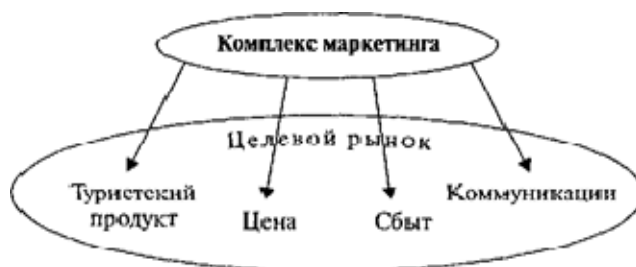 Комплекс маркетинга
Целевой рынок
Туристский
продукт
Цена
Сбыт
Коммуникации